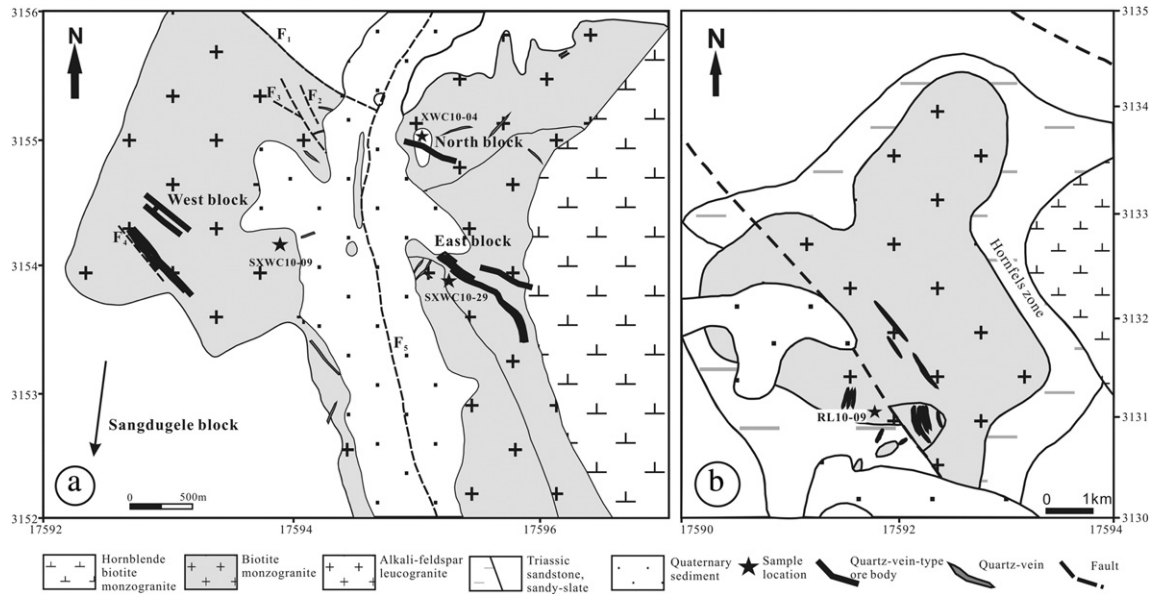 3156
3155
3154
3153
3152
17592
17594
17596
N
F1
F3
F2
XWC10-04
North block
West block
F4
SXWC10-09
East block
SXWC10-29
F5
Sangdugele block
a
0 500m
3135
3134
3133
3132
3131
3130
17590
17592
17594
N
Hornfels zone
RL10-09
b
0 1km
Hornblende
biotite
monzogranite
Biotite
monzogranite
Alkali-feldspar
leucogranite
Triassic
sandstone,
sandy-slate
Quaternary
sediment
Sample
location
Quartz-vein-type
ore body
Quartz-vein
Fault